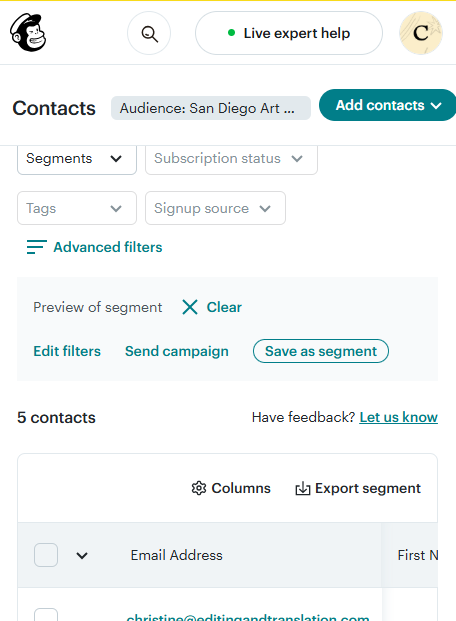 Live expert help
C
Contacts
Audience: San Diego Art ...
Add contacts
Segments
Subscription status
Tags
Signup source
Advanced filters
Preview of segment
Clear
Edit filters
Send campaign
Save as segment
5 contacts
Have feedback? Let us know
Columns
Export segment
Email Address
First N
christine@editingandtranslation.com